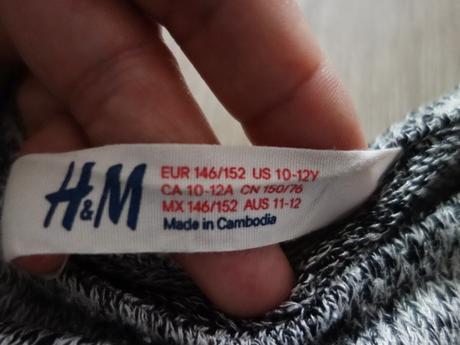 H&M
EUR 146/152 US 10-12Y
CA 10-12A CN 150/76
MX 146/152 AUS 11-12
Made in Cambodia